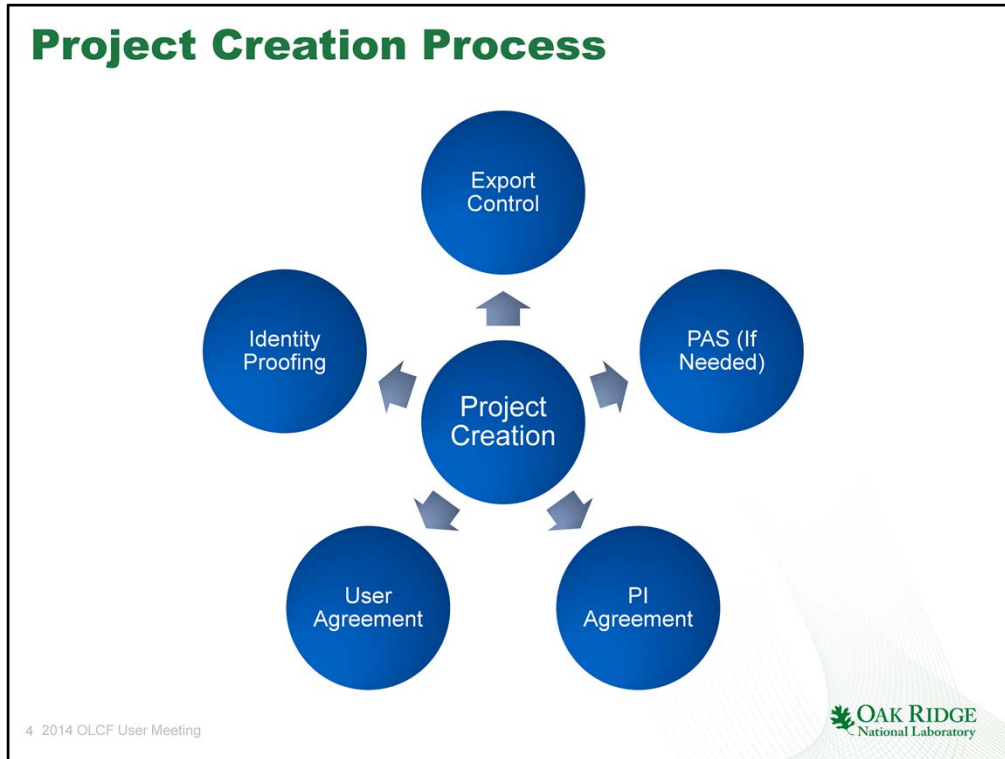 Project Creation Process
Export
Control
Identity
Proofing
PAS (If
Needed)
Project
Creation
User
Agreement
PI
Agreement
4 2014 OLCF User Meeting
OAK RIDGE
National Laboratory